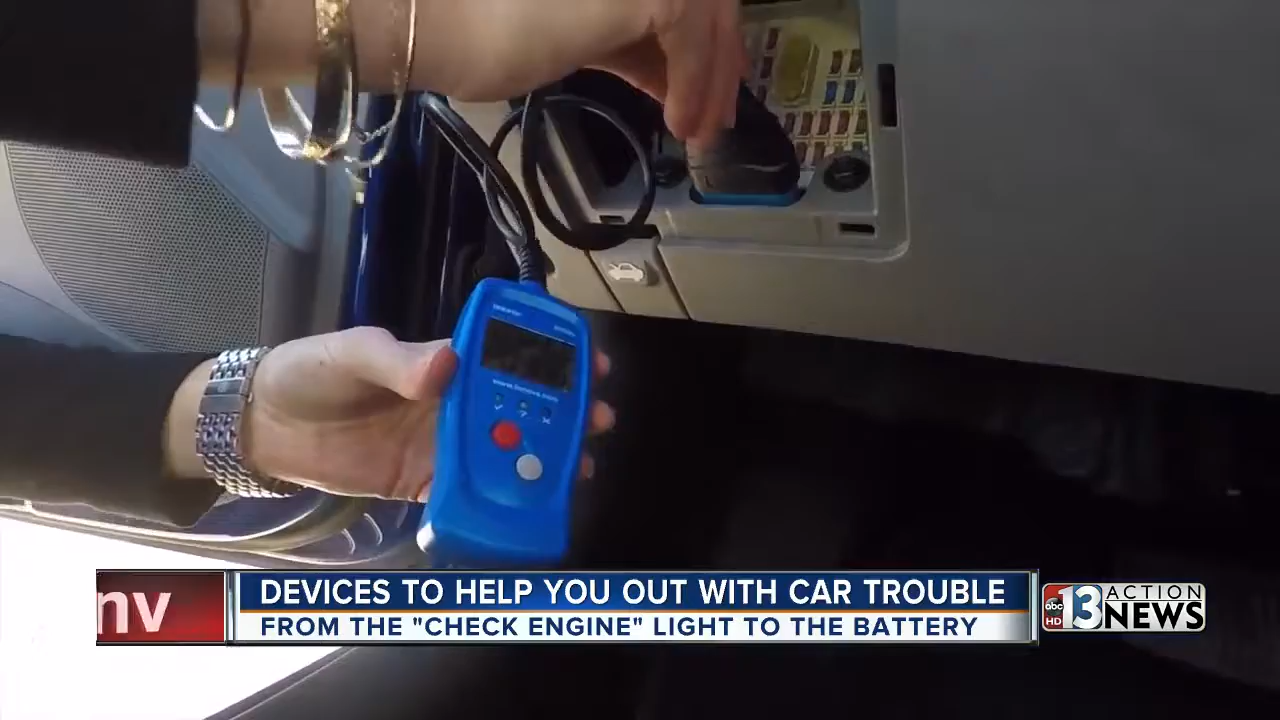 nv
DEVICES TO HELP YOU OUT WITH CAR TROUBLE
FROM THE "CHECK ENGINE" LIGHT TO THE BATTERY
abc
HD
13
ACTION
NEWS